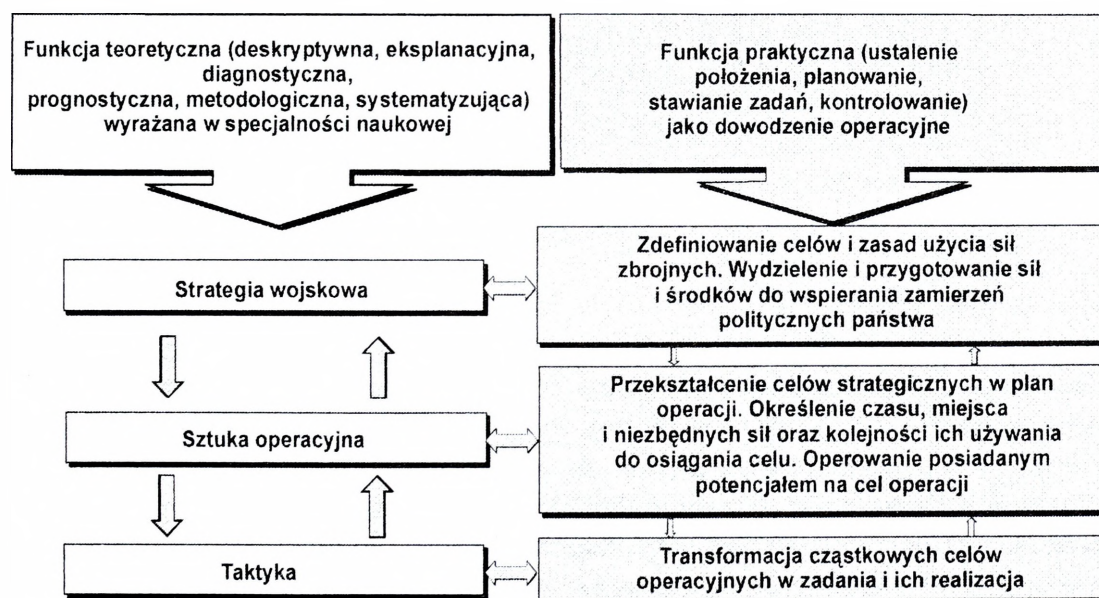 Funkcja teoretyczna (deskryptywna, eksplanacyjna,
diagnostyczna,
prognostyczna, metodologiczna, systematyzująca)
wyrażana w specjalności naukowej
Funkcja praktyczna (ustalenie
położenia, planowanie,
stawianie zadań, kontrolowanie)
jako dowodzenie operacyjne
Strategia wojskowa
Zdefiniowanie celów i zasad użycia sił
zbrojnych. Wydzielenie i przygotowanie sił
i środków do wspierania zamierzeń
politycznych państwa
Sztuka operacyjna
Przekształcenie celów strategicznych w plan
operacji. Określenie czasu, miejsca
i niezbędnych sił oraz kolejności ich używania
do osiągania celu. Operowanie posiadanym
potencjałem na cel operacji
Taktyka
Transformacja cząstkowych celów
operacyjnych w zadania i ich realizacja